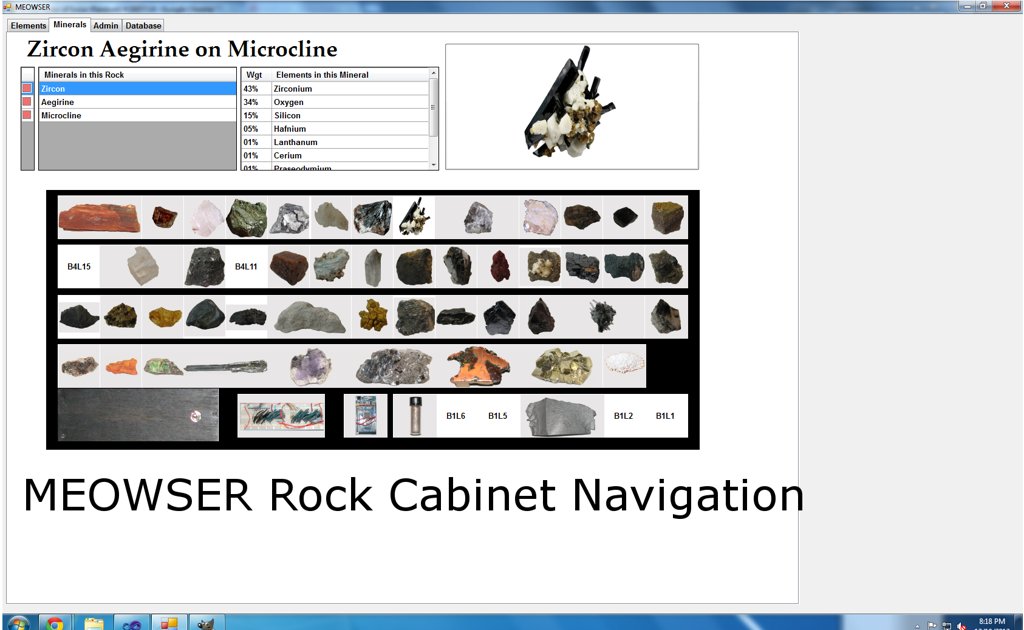 MEOWSER
Elements Minerals Admin Database
Zircon Aegirine on Microcline
Minerals in this Rock
Zircon
Aegirine
Microcline
Wgt Elements in this Mineral
43% Zirconium
34% Oxygen
15% Silicon
05% Hafnium
01% Lanthanum
01% Cerium
01% Praseodymium
B4L15 B4L11
B1L6 B1L5 B1L2 B1L1
MEOWSER Rock Cabinet Navigation
8:18 PM